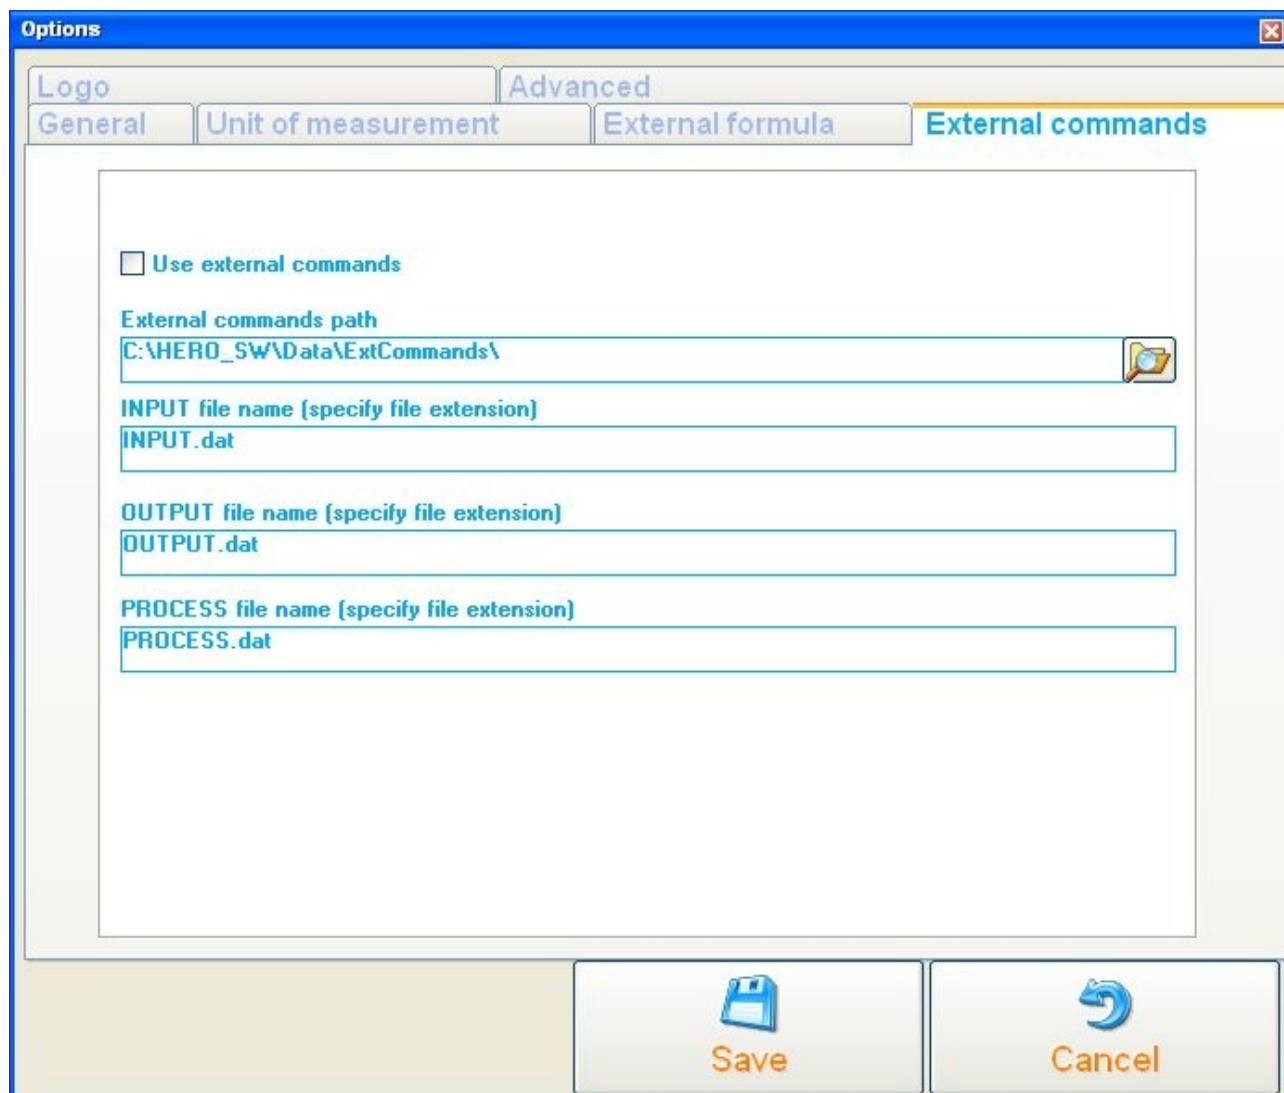 Options
Logo
Advanced
General
Unit of measurement
External formula
External commands
Use external commands
External commands path
C:\HERO_SW\Data\ExtCommands\
INPUT file name (specify file extension)
INPUT.dat
OUTPUT file name (specify file extension)
OUTPUT.dat
PROCESS file name (specify file extension)
PROCESS.dat
Save
Cancel